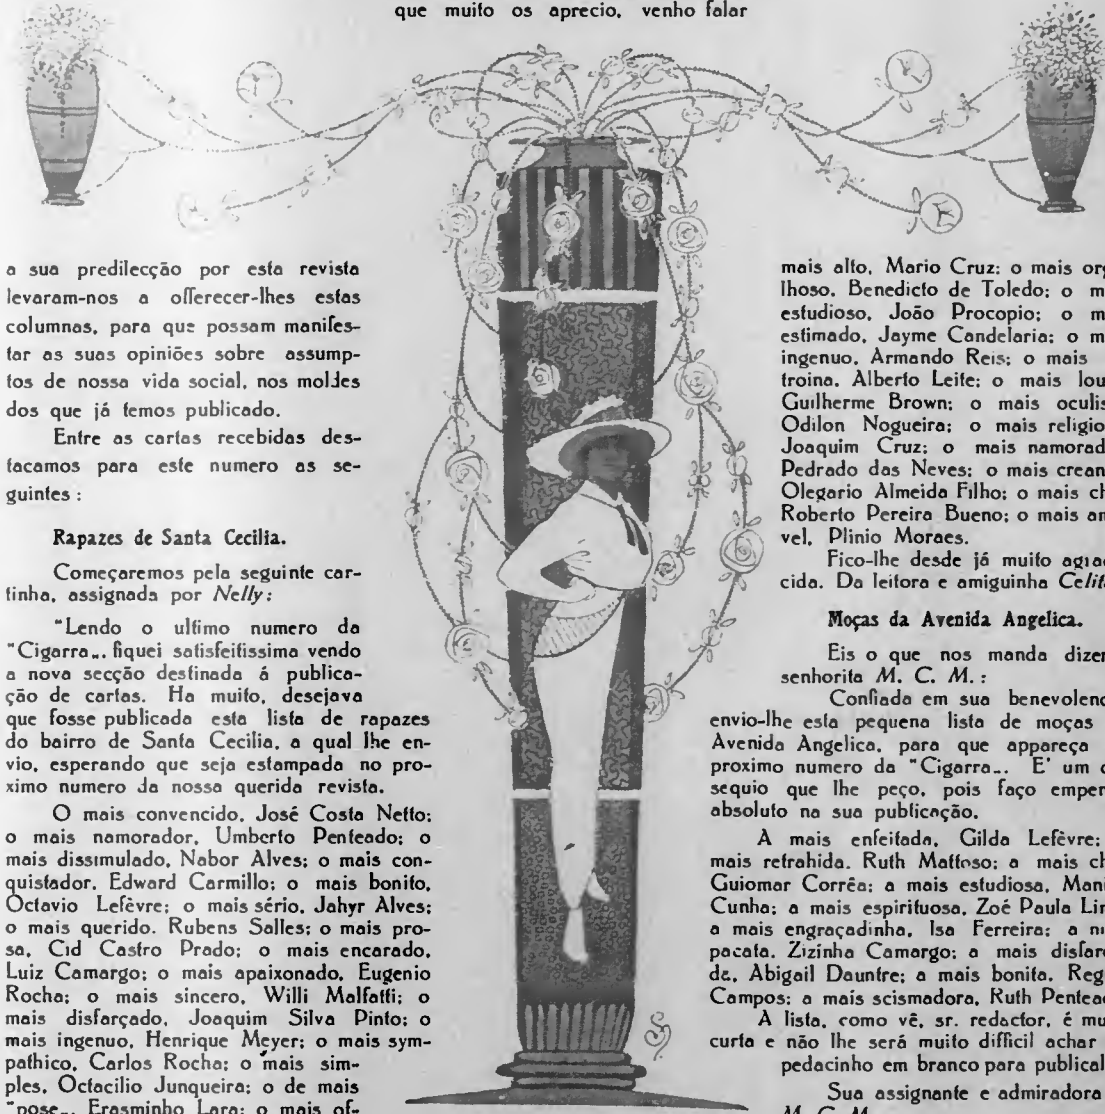 que muito os aprecio, venho falar
a sua predilecção por esta revista
levaram-nos a offerecer-lhes estas
columnas, para que possam manifes-
tar as suas opiniões sobre assump-
tos de nossa vida social, nos moldes
dos que já temos publicado.
Entre as cartas recebidas des-
tacamos para este numero as se-
guintes :
Rapazes de Santa Cecilia.
Começaremos pela seguinte car-
tinha, assignada por Nelly:
"Lendo o ultimo numero da
"Cigarra„, fiquei satisfeitissima vendo
a nova secção destinada á publica-
ção de cartas. Ha muito, desejava
que fosse publicada esta lista de rapazes
do bairro de Santa Cecilia, a qual lhe en-
vio, esperando que seja estampada no pro-
ximo numero da nossa querida revista.
O mais convencido, José Costa Netto;
o mais namorador, Umberto Penteado; o
mais dissimulado, Nabor Alves; o mais con-
quistador, Edward Carmillo; o mais bonito,
Octavio Lefèvre; o mais sério, Jahyr Alves;
o mais querido, Rubens Salles; o mais pro-
sa, Cid Castro Prado; o mais encarado,
Luiz Camargo; o mais apaixonado, Eugenio
Rocha; o mais sincero, Willi Malfatti; o
mais disfarçado, Joaquim Silva Pinto; o
mais ingenuo, Henrique Meyer; o mais sym-
pathico, Carlos Rocha; o mais sim-
ples, Octacilio Junqueira; o de mais
"pose„, Erasminho Lara; o mais of-
mais alto, Mario Cruz; o mais org
lhoso, Benedicto de Toledo; o m
estudioso, João Procopio; o m
estimado, Jayme Candelaria; o m
ingenuo, Armando Reis; o mais
troina, Alberto Leite; o mais lou
Guilherme Brown; o mais oculis
Odilon Nogueira; o mais religio
Joaquim Cruz; o mais namorad
Pedrado das Neves; o mais crean
Olegario Almeida Filho; o mais ch
Roberto Pereira Bueno; o mais am
vel, Plinio Moraes.
Fico-lhe desde já muito agrad
cida. Da leitora e amiguinha Celit
Moças da Avenida Angelica.
Eis o que nos manda dizer
senhorita M. C. M. :
Confiada em sua benevolenc
envio-lhe esta pequena lista de moças
Avenida Angelica, para que appareça
proximo numero da "Cigarra„. E' um o
sequio que lhe peço, pois faço emper
absoluto na sua publicação.
A mais enfeitada, Gilda Lefèvre;
mais retrahida, Ruth Mattoso; a mais ch
Guiomar Corrêa; a mais estudiosa, Mani
Cunha; a mais espirituosa, Zoé Paula Lin
a mais engraçadinha, Isa Ferreira; a m
pacata, Zizinha Camargo; a mais disfarç
da, Abigail Dauntre; a mais bonita, Reg
Campos; a mais scismadora, Ruth Pentead
A lista, como vê, sr. redactor, é mu
curta e não lhe será muito difficil achar
pedacinho em branco para publical
Sua assignante e admiradora
M. C. M.